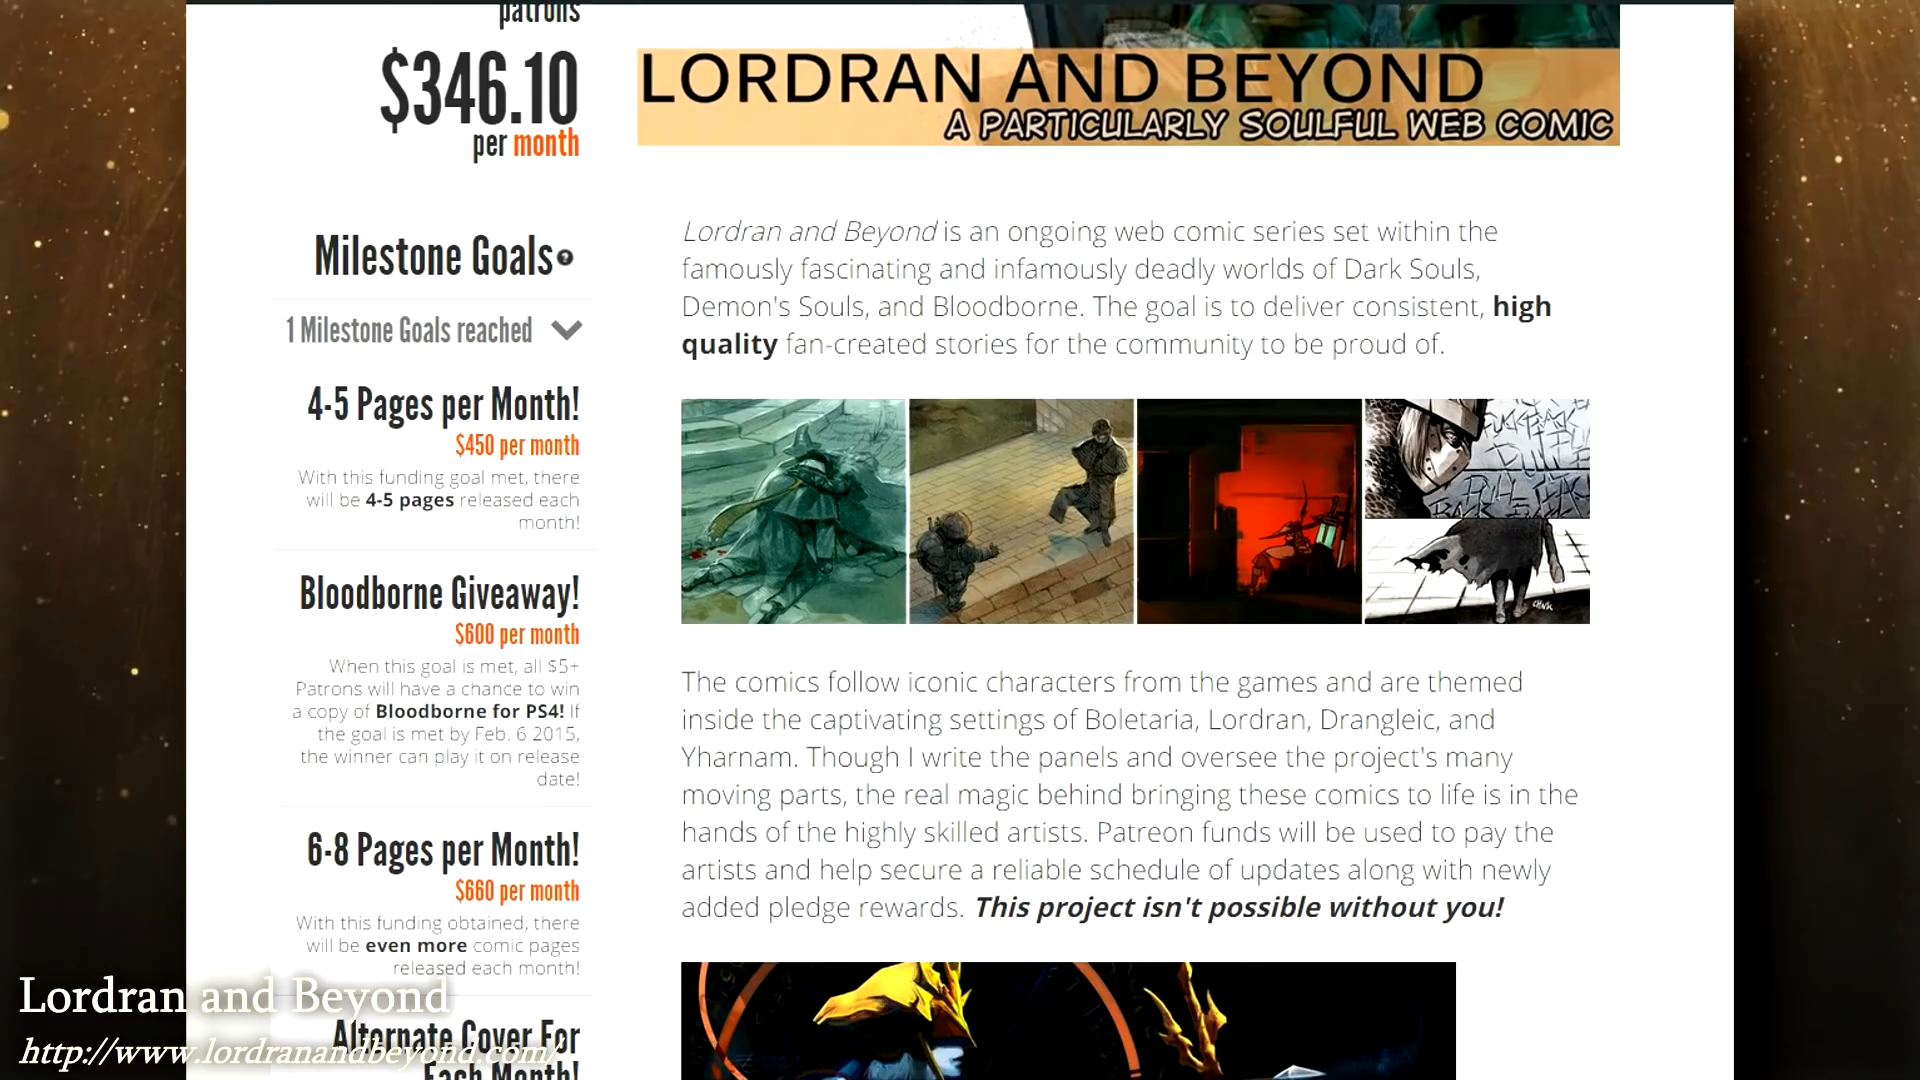 patrons
$346.10
per month
Milestone Goals
1 Milestone Goals reached
4-5 Pages per Month!
$450 per month
With this funding goal met, there
will be 4-5 pages released each
month!
Bloodborne Giveaway!
$600 per month
When this goal is met, all $5+
Patrons will have a chance to win
a copy of Bloodborne for PS4! If
the goal is met by Feb. 6 2015,
the winner can play it on release
date!
6-8 Pages per Month!
$660 per month
With this funding obtained, there
will be even more comic pages
released each month!
Alternate Cover For
Each Month!
LORDRAN AND BEYOND
A PARTICULARLY SOULFUL WEB COMIC
Lordran and Beyond is an ongoing web comic series set within the
famously fascinating and infamously deadly worlds of Dark Souls,
Demon's Souls, and Bloodborne. The goal is to deliver consistent, high
quality fan-created stories for the community to be proud of.
The comics follow iconic characters from the games and are themed
inside the captivating settings of Boletaria, Lordran, Drangleic, and
Yharnam. Though I write the panels and oversee the project's many
moving parts, the real magic behind bringing these comics to life is in the
hands of the highly skilled artists. Patreon funds will be used to pay the
artists and help secure a reliable schedule of updates along with newly
added pledge rewards. This project isn't possible without you!
Lordran and Beyond
http://www.lordranandbeyond.com/